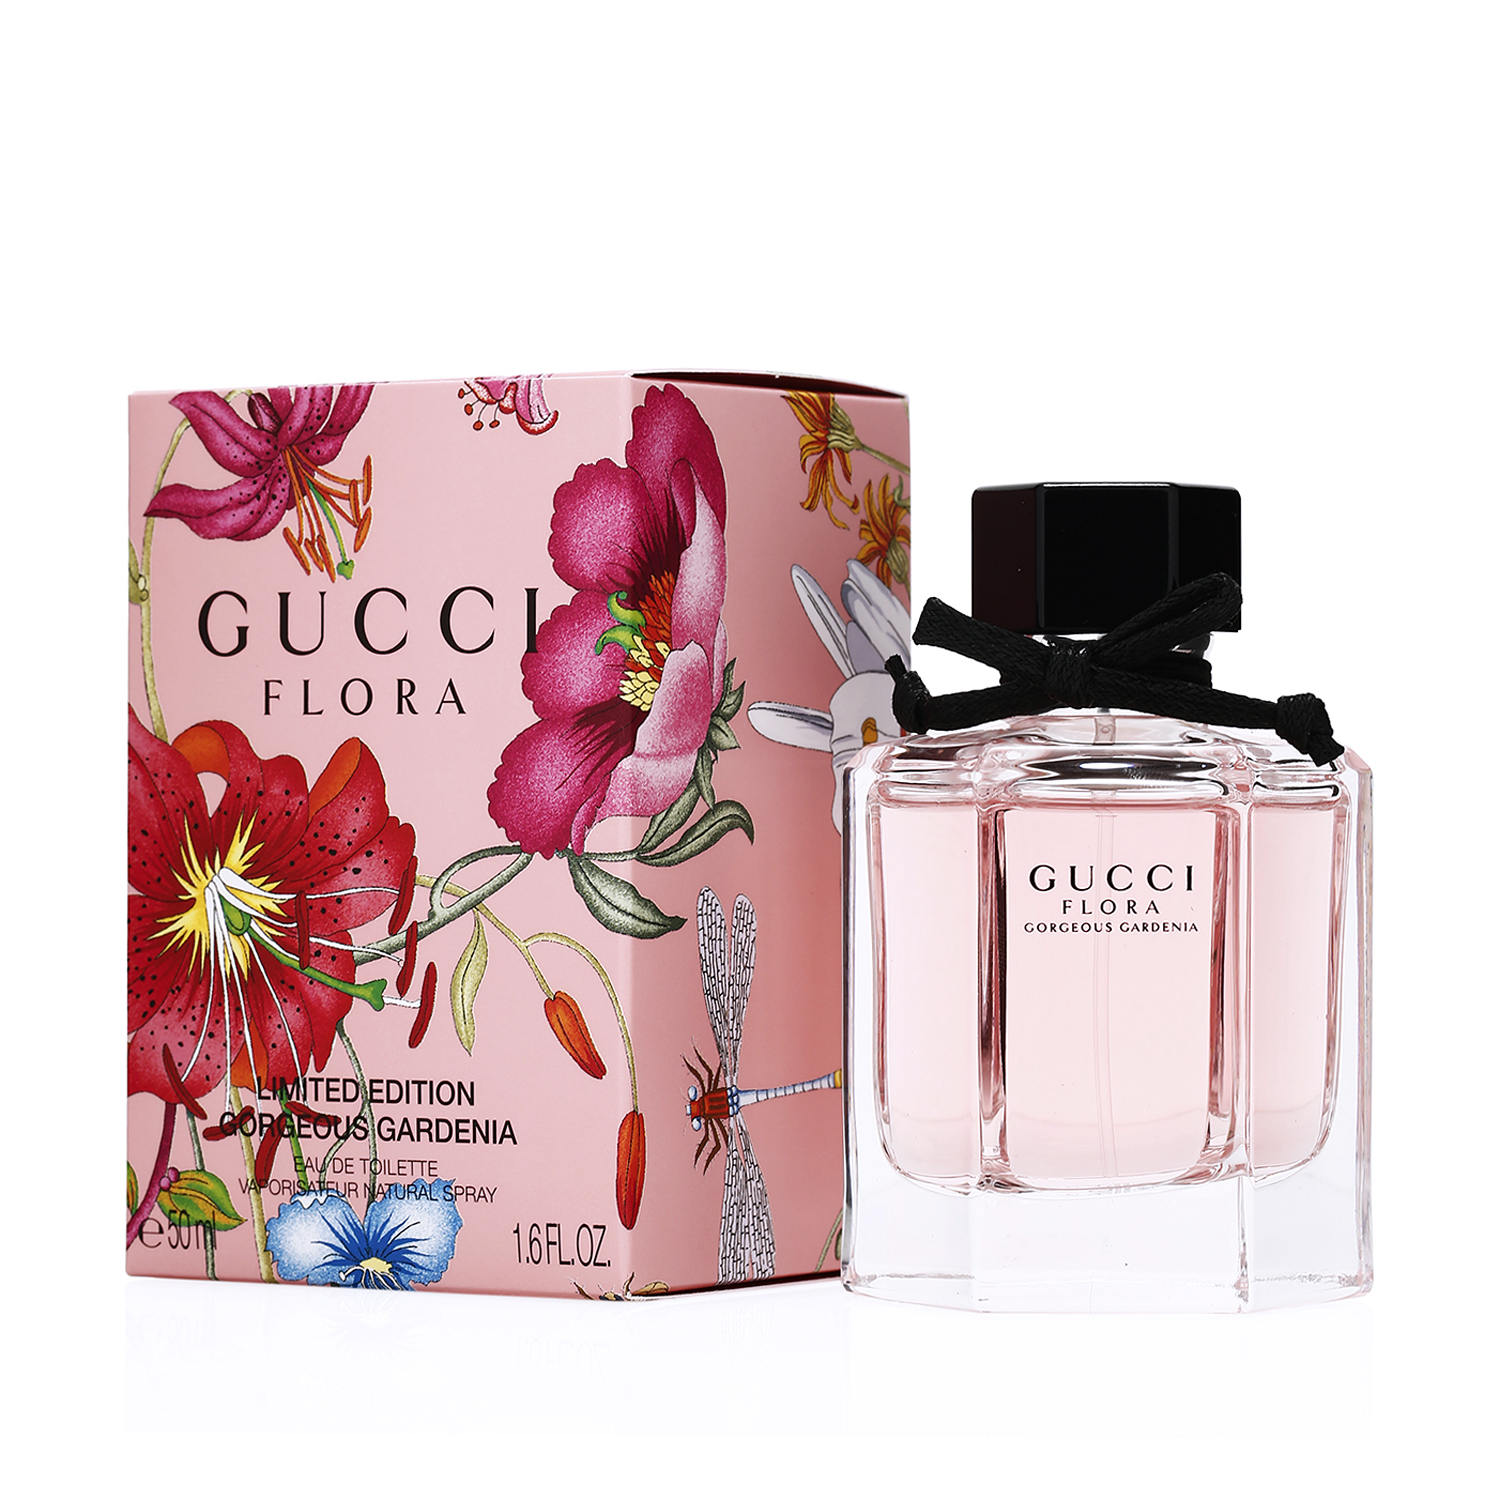 GUCCI
FLORA
LIMITED EDITION
GORGEOUS GARDENIA
EAU DE TOILETTE
VAPORISATEUR NATURAL SPRAY
℮50 ml
1.6 FL.OZ.
GUCCI
FLORA
GORGEOUS GARDENIA